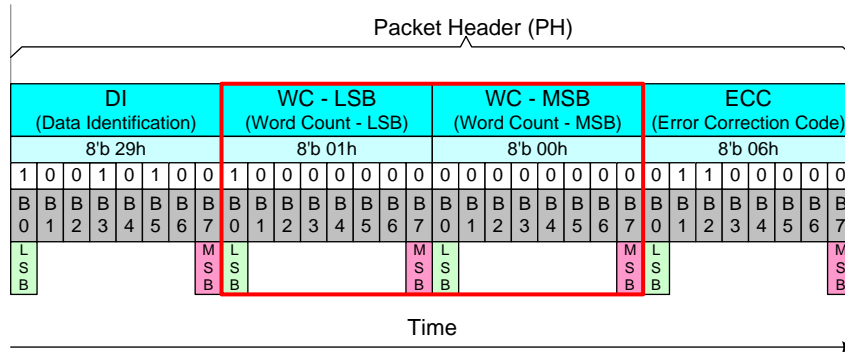 Packet Header (PH)
DI WC - LSB WC - MSB ECC
(Data Identification) (Word Count - LSB) (Word Count - MSB) (Error Correction Code)
8'b 29h 8'b 01h 8'b 00h 8'b 06h
1 0 0 1 0 1 0 0 1 0 0 0 0 0 0 0 0 0 0 0 0 0 0 0 0 1 1 0 0 0 0 0
B B B B B B B B B B B B B B B B B B B B B B B B B B B B B B B B
0 1 2 3 4 5 6 7 0 1 2 3 4 5 6 7 0 1 2 3 4 5 6 7 0 1 2 3 4 5 6 7
L M L M L M L M
S S S S S S S S
B B B B B B B B
Time